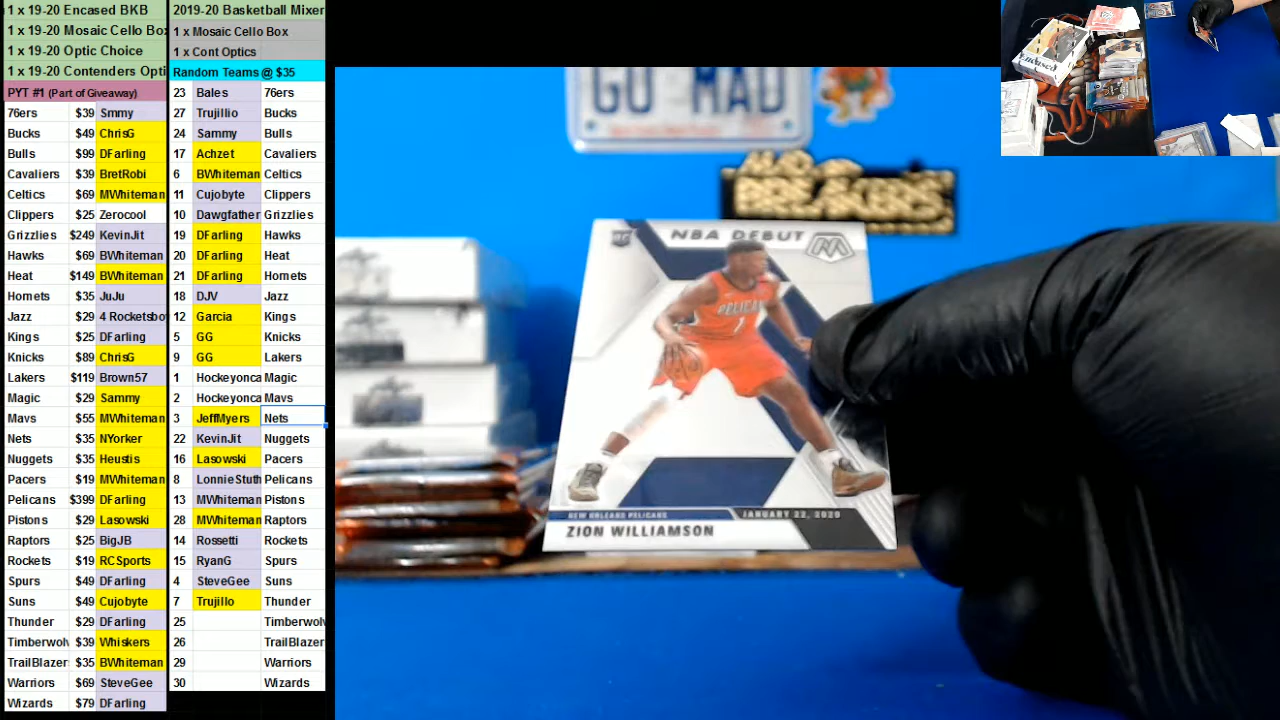 1 x 19-20 Encased BKB
1 x 19-20 Mosaic Cello Box
1 x 19-20 Optic Choice
1 x 19-20 Contenders Opti
PYT #1 (Part of Giveaway)
76ers $39 Smmy
Bucks $49 ChrisG
Bulls $99 DFarling
Cavaliers $39 BretRobi
Celtics $69 MWhiteman
Clippers $25 Zerocool
Grizzlies $249 KevinJit
Hawks $69 BWhiteman
Heat $149 BWhiteman
Hornets $35 JuJu
Jazz $29 4 Rocketsbo
Kings $25 DFarling
Knicks $89 ChrisG
Lakers $119 Brown57
Magic $29 Sammy
Mavs $55 MWhiteman
Nets $35 NYorker
Nuggets $35 Heustis
Pacers $19 MWhiteman
Pelicans $399 DFarling
Pistons $29 Lasowski
Raptors $25 BigJB
Rockets $19 RCSports
Spurs $49 DFarling
Suns $49 Cujobyte
Thunder $29 DFarling
Timberwolv $39 Whiskers
TrailBlazer $35 BWhiteman
Warriors $69 SteveGee
Wizards $79 DFarling
2019-20 Basketball Mixer
1 x Mosaic Cello Box
1 x Cont Optics
Random Teams @ $35
23 Bales 76ers
27 Trujillio Bucks
24 Sammy Bulls
17 Achzet Cavaliers
6 BWhiteman Celtics
11 Cujobyte Clippers
10 Dawgfather Grizzlies
19 DFarling Hawks
20 DFarling Heat
21 DFarling Hornets
18 DJV Jazz
12 Garcia Kings
5 GG Knicks
9 GG Lakers
1 Hockeyonca Magic
2 Hockeyonca Mavs
3 JeffMyers Nets
22 KevinJit Nuggets
16 Lasowski Pacers
8 LonnieStuth Pelicans
13 MWhiteman Pistons
28 MWhiteman Raptors
14 Rossetti Rockets
15 RyanG Spurs
4 SteveGee Suns
7 Trujillo Thunder
25 Timberwolv
26 TrailBlazer
29 Warriors
30 Wizards
GO MAD
BREAKERS
RC NBA DEBUT
PELICANS
1
NEW ORLEANS PELICANS JANUARY 22, 2020
ZION WILLIAMSON
Encased